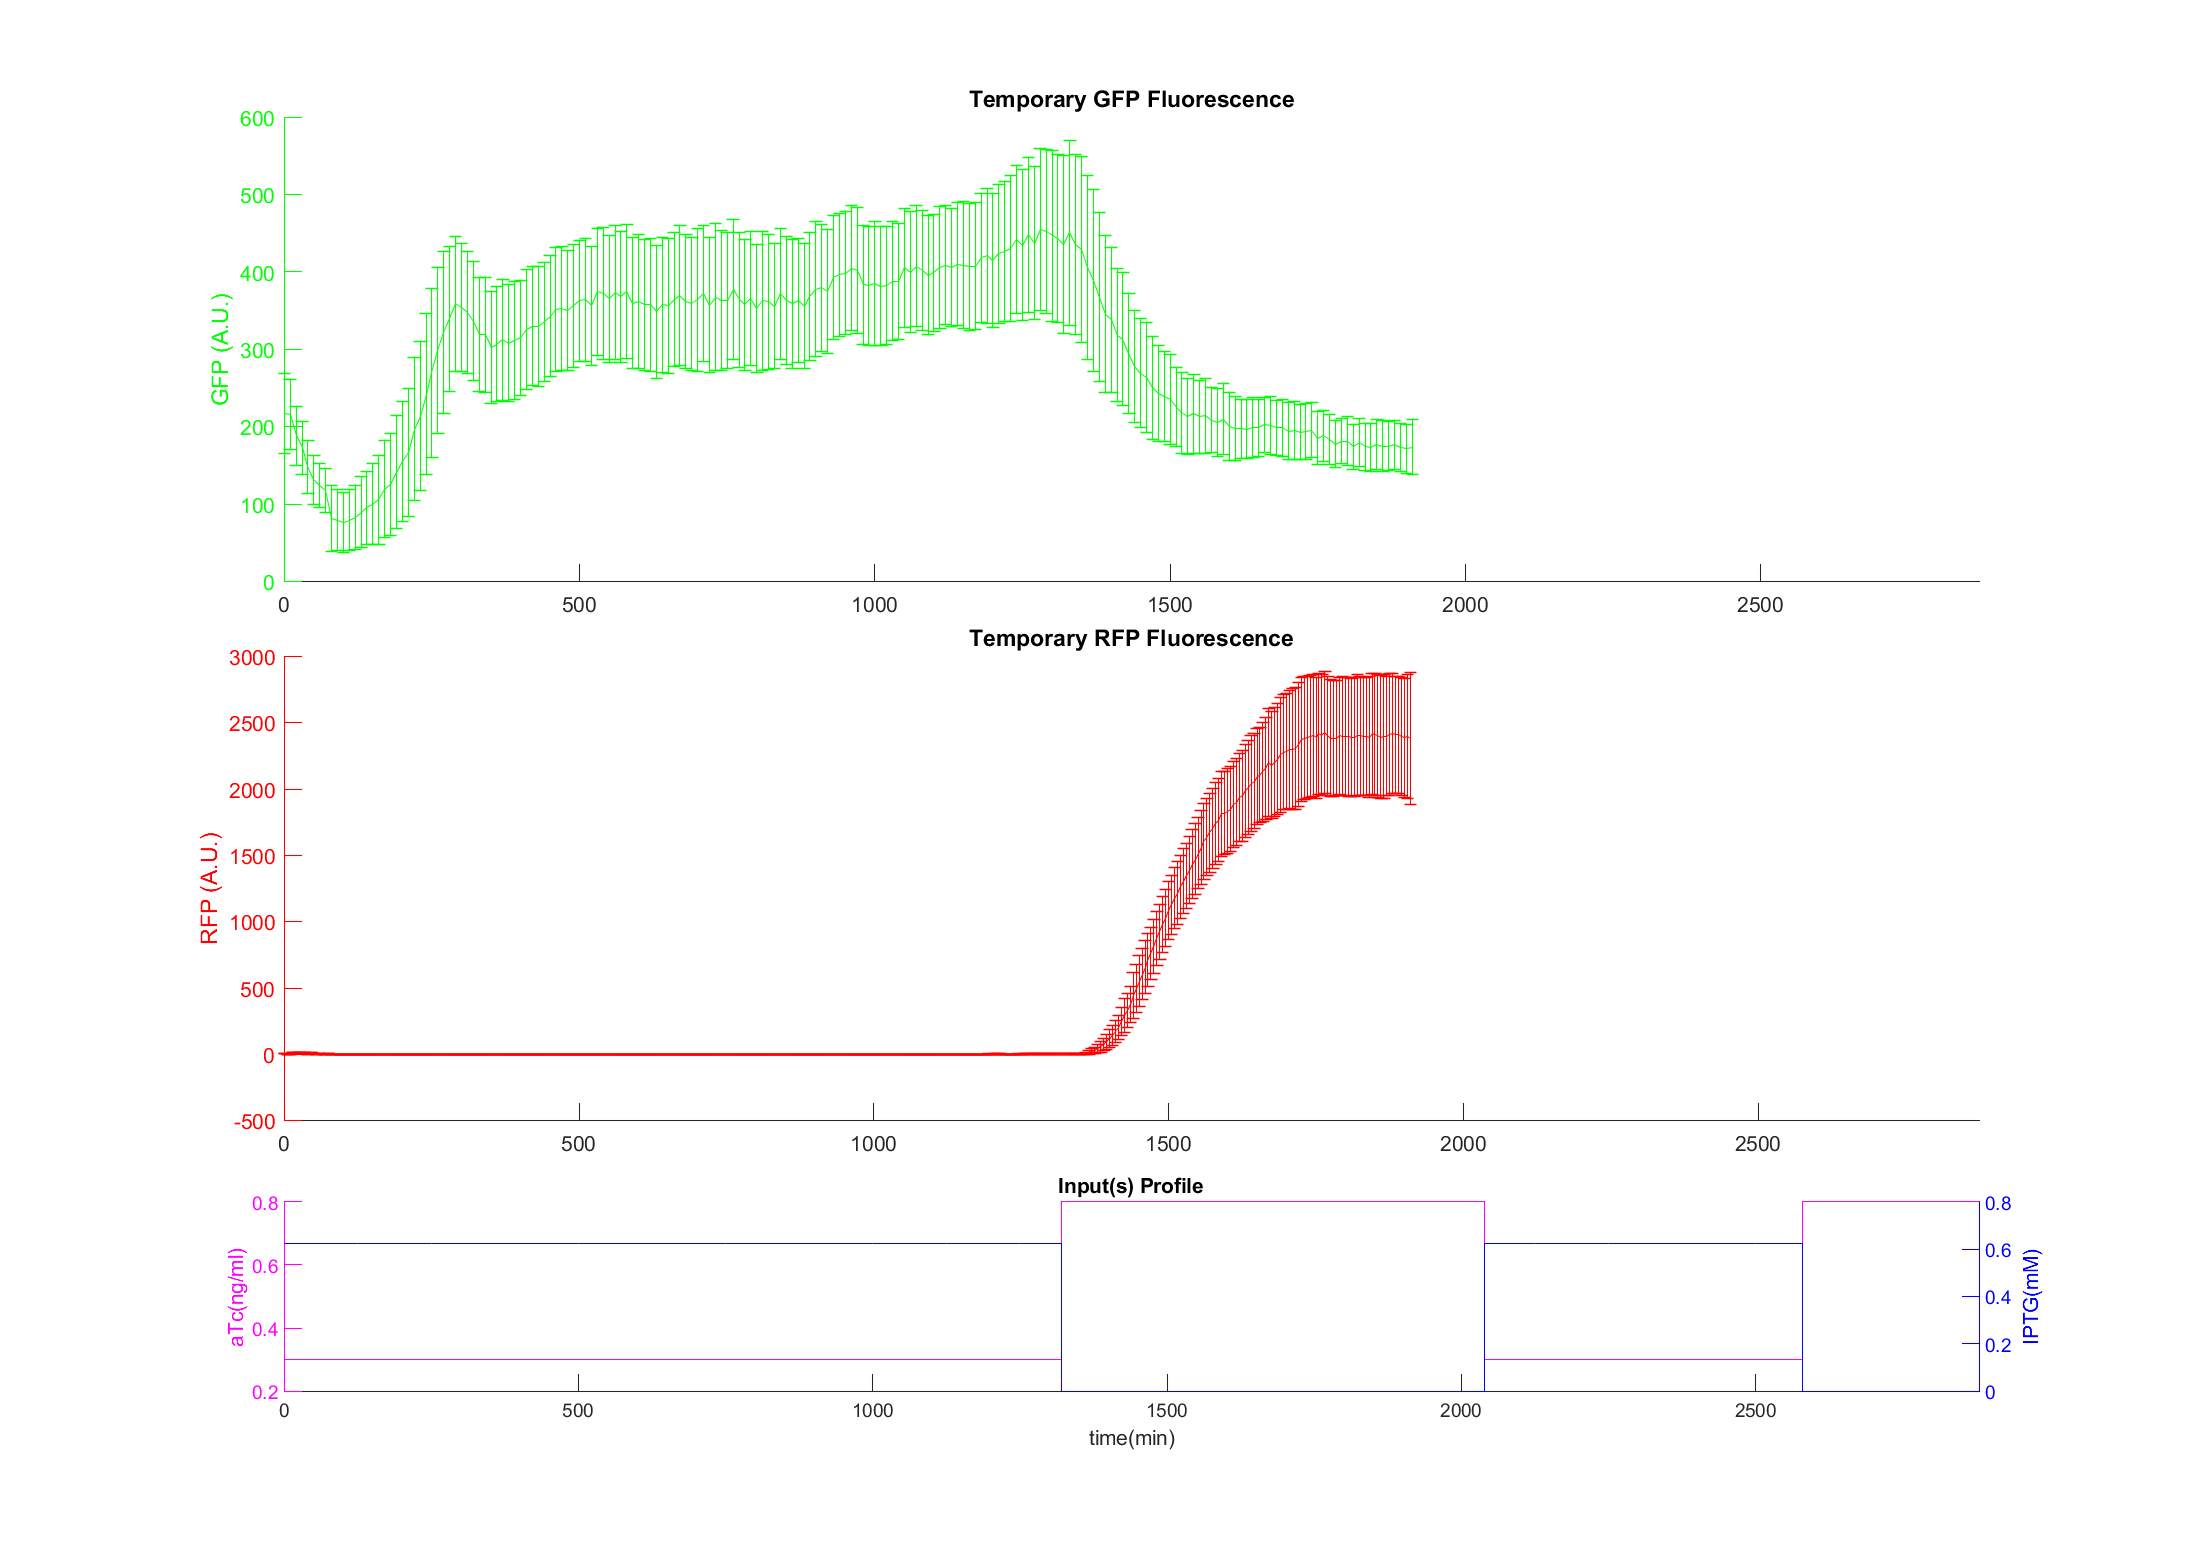 Temporary GFP Fluorescence
600
500
400
300
200
100
0
GFP (A.U.)
0 500 1000 1500 2000 2500
Temporary RFP Fluorescence
3000
2500
2000
1500
1000
500
0
-500
RFP (A.U.)
0 500 1000 1500 2000 2500
Input(s) Profile
0.8
0.6
0.4
0.2
aTc(ng/ml)
0.8
0.6
0.4
0.2
0
IPTG(mM)
0 500 1000 1500 2000 2500
time(min)